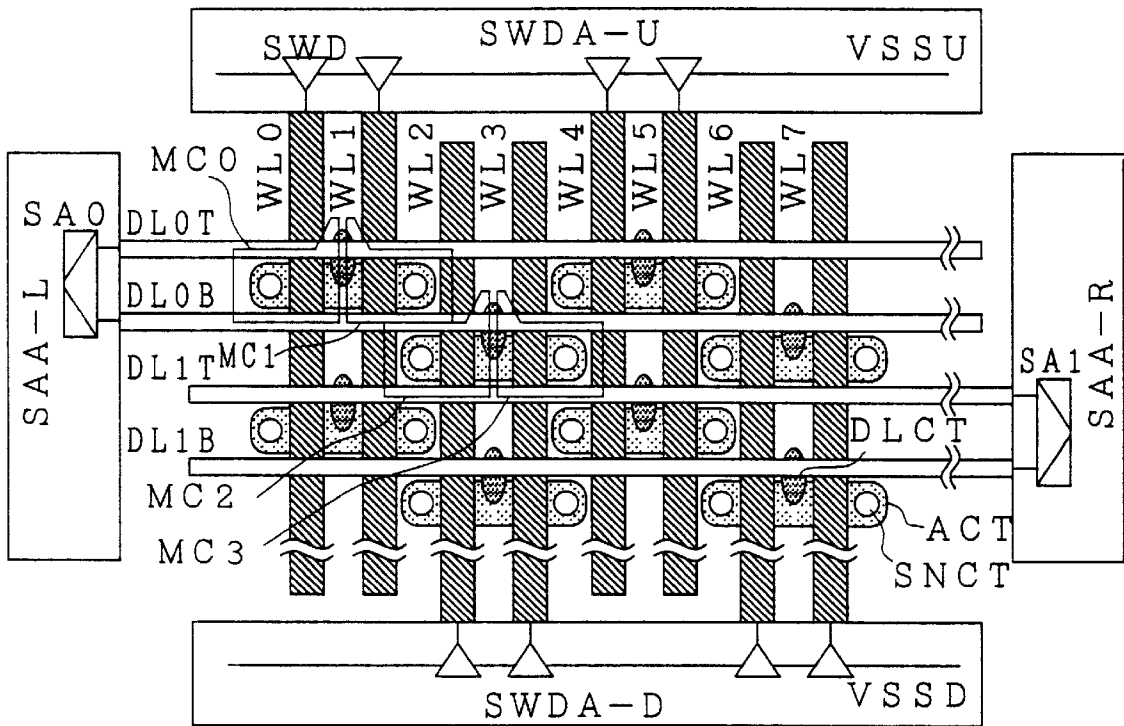 SWD
SWDA-U
VSSU
WL0
WL1
WL2
WL3
WL4
WL5
WL6
WL7
MC0
SA0
DL0T
DL0B
SAA-L
MC1
DL1T
DL1B
SA1
SAA-R
DLCT
MC2
MC3
ACT
SNCT
SWDA-D
VSSD